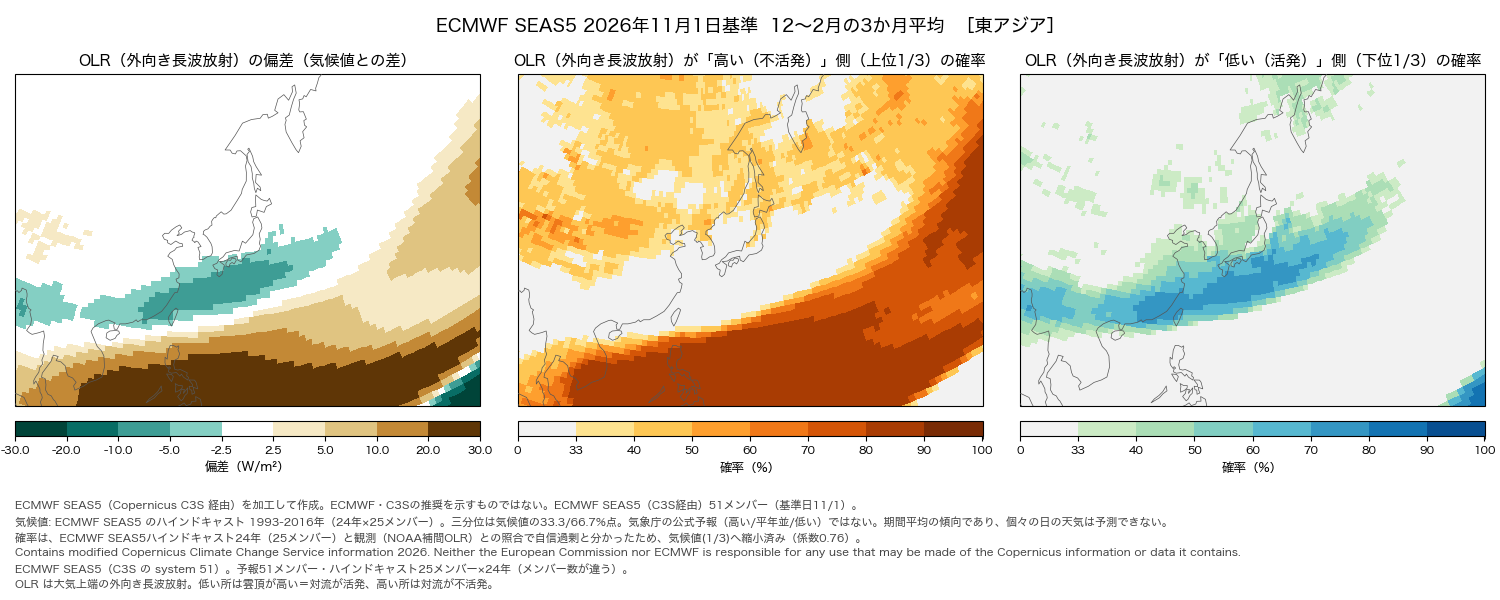 ECMWF SEAS5 2026年11月1日基準 12～2月の3か月平均 ［東アジア］
OLR（外向き長波放射）の偏差（気候値との差）
OLR（外向き長波放射）が「高い（不活発）」側（上位1/3）の確率
OLR（外向き長波放射）が「低い（活発）」側（下位1/3）の確率
-30.0 -20.0 -10.0 -5.0 -2.5 2.5 5.0 10.0 20.0 30.0
偏差（W/m²）
0 33 40 50 60 70 80 90 100
確率（%）
0 33 40 50 60 70 80 90 100
確率（%）
ECMWF SEAS5（Copernicus C3S 経由）を加工して作成。ECMWF・C3Sの推奨を示すものではない。ECMWF SEAS5（C3S経由）51メンバー（基準日11/1）。
気候値: ECMWF SEAS5 のハインドキャスト 1993-2016年（24年×25メンバー）。三分位は気候値の33.3/66.7%点。気象庁の公式予報（高い/平年並/低い）ではない。期間平均の傾向であり、個々の日の天気は予測できない。
確率は、ECMWF SEAS5ハインドキャスト24年（25メンバー）と観測（NOAA補間OLR）との照合で自信過剰と分かったため、気候値(1/3)へ縮小済み（係数0.76）。
Contains modified Copernicus Climate Change Service information 2026. Neither the European Commission nor ECMWF is responsible for any use that may be made of the Copernicus information or data it contains.
ECMWF SEAS5（C3S の system 51）。予報51メンバー・ハインドキャスト25メンバー×24年（メンバー数が違う）。
OLR は大気上端の外向き長波放射。低い所は雲頂が高い＝対流が活発、高い所は対流が不活発。